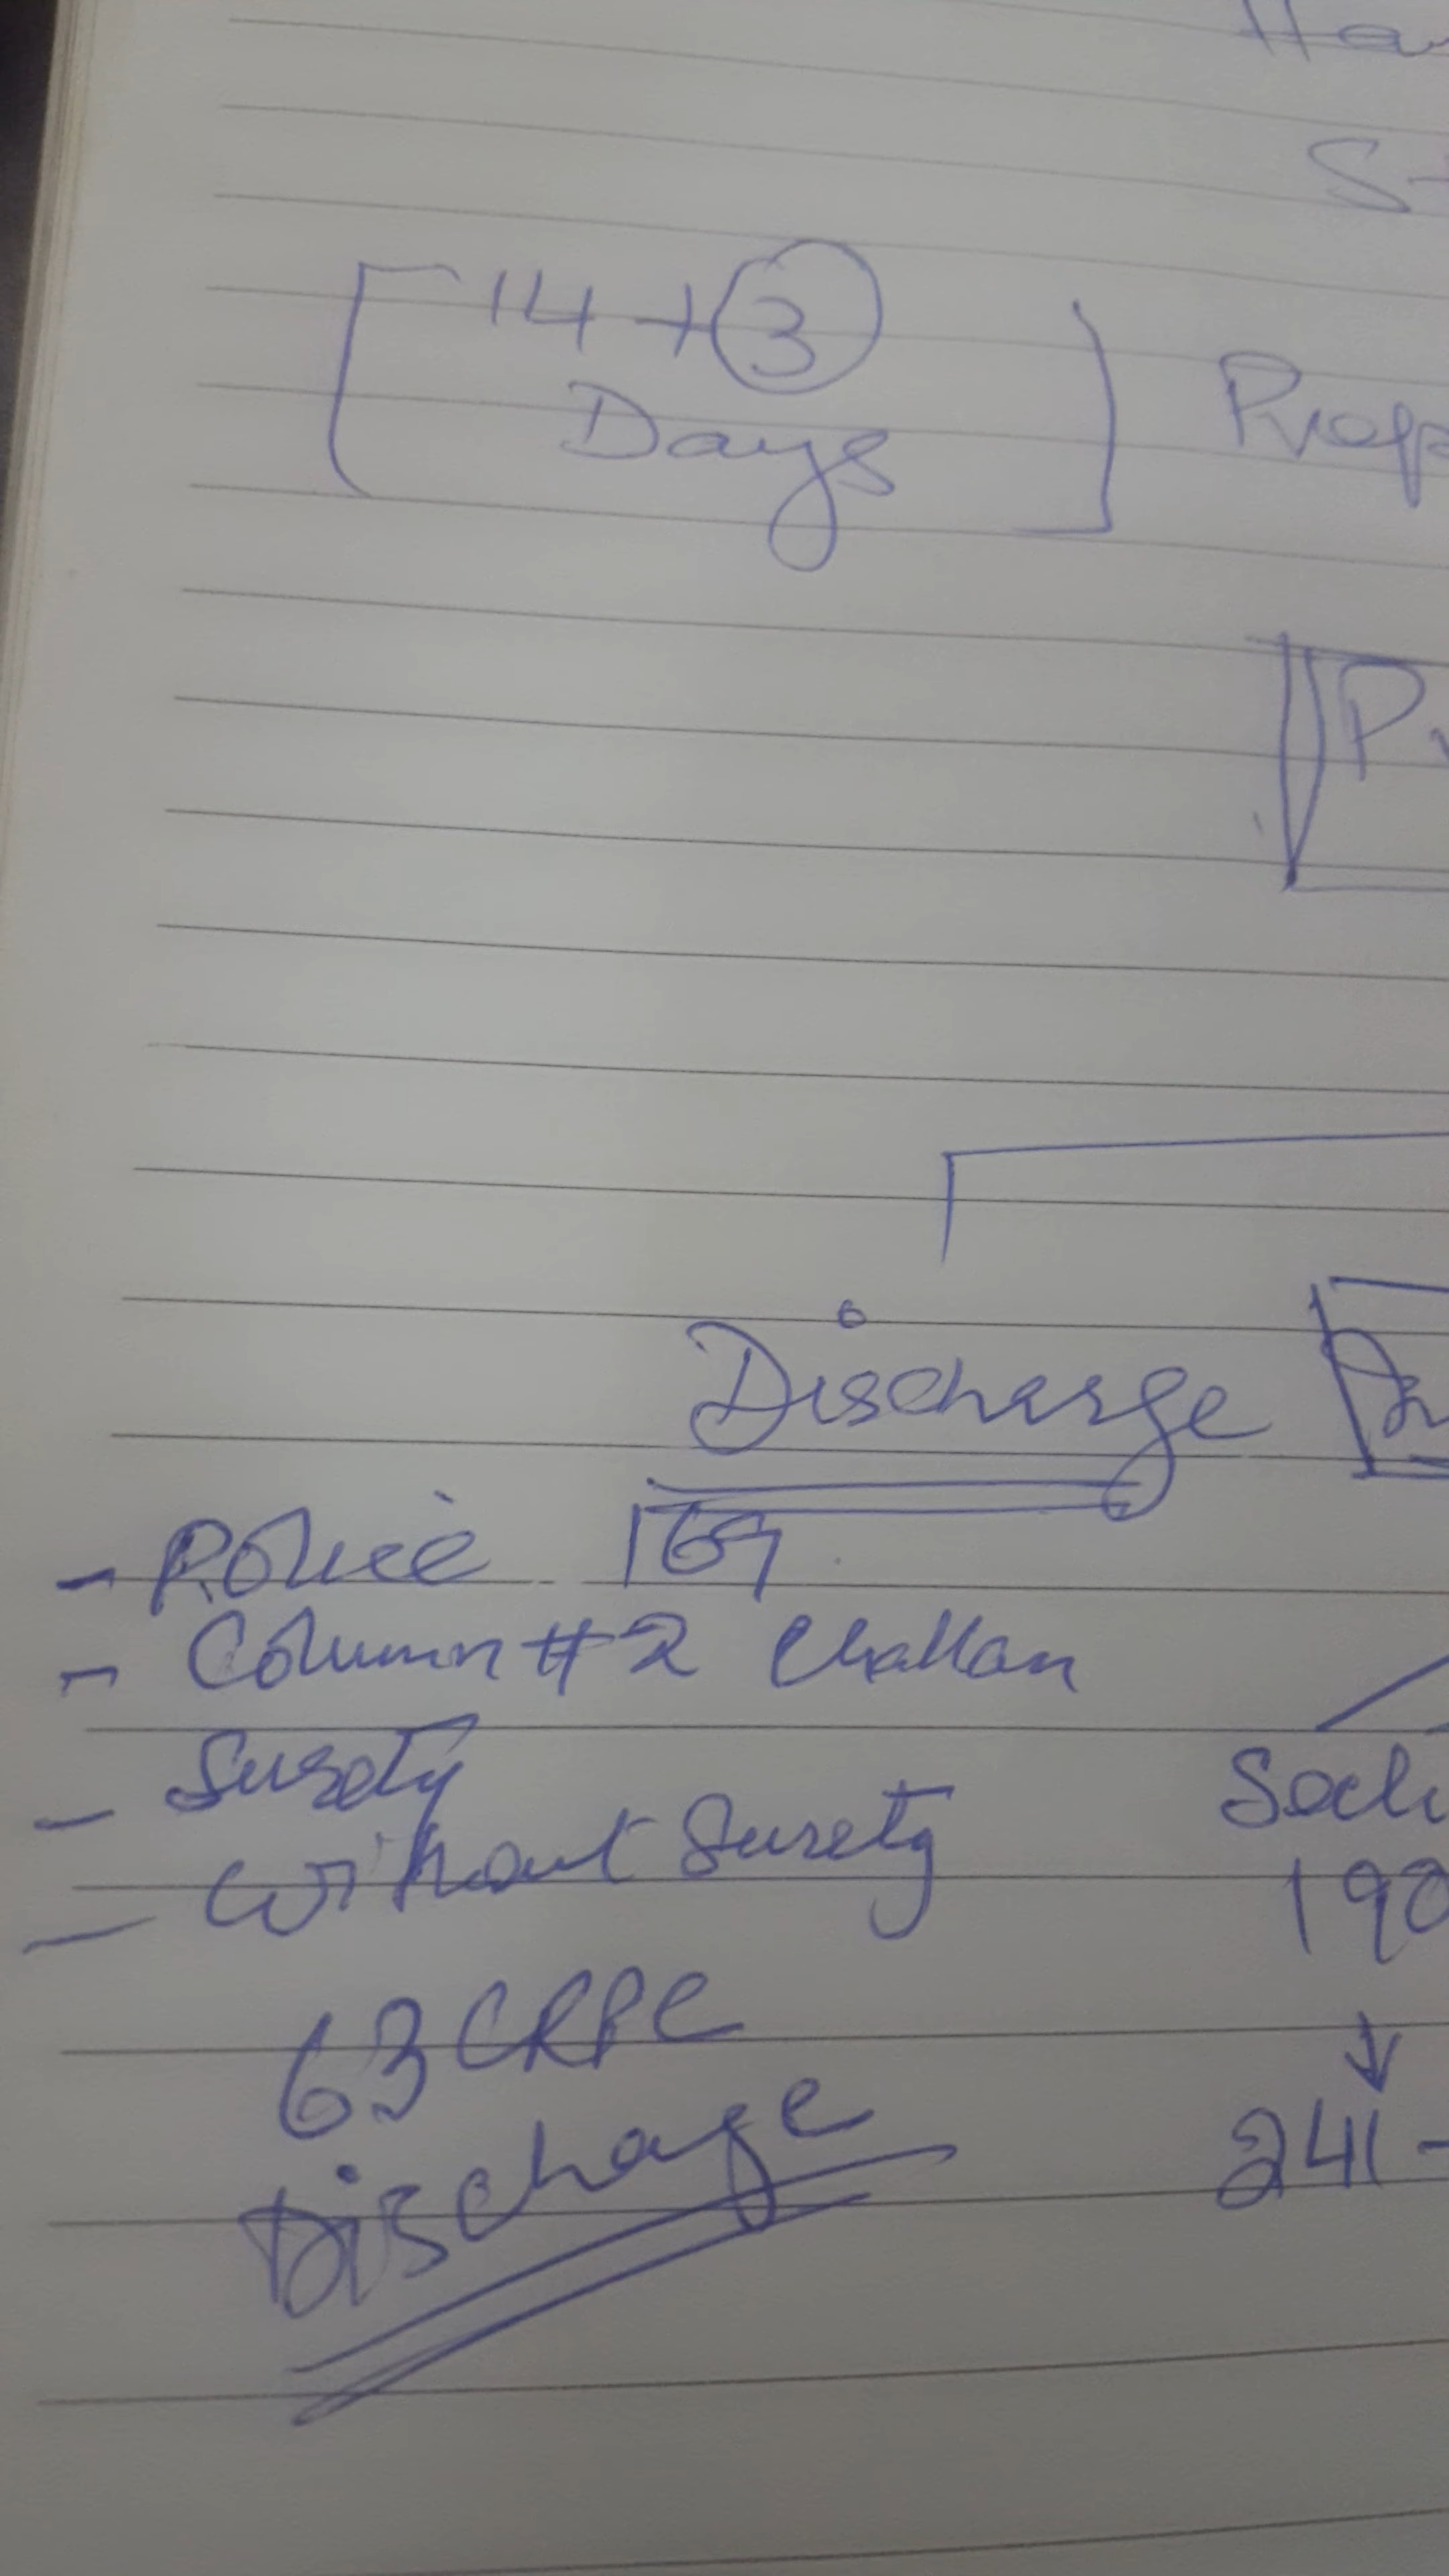 14 + 3
Days
Discharge
- Police 169
- Column # 2 Challan
- Surety
- without Surety
190
63 CRPC
241 -
Discharge